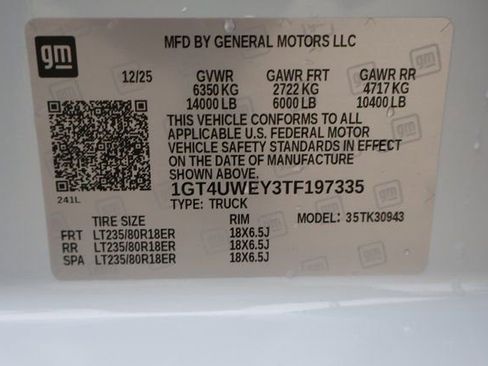 gm
MFD BY GENERAL MOTORS LLC
12/25 GVWR GAWR FRT GAWR RR
6350 KG 2722 KG 4717 KG
14000 LB 6000 LB 10400 LB
THIS VEHICLE CONFORMS TO ALL
APPLICABLE U.S. FEDERAL MOTOR
VEHICLE SAFETY STANDARDS IN EFFECT
ON THE DATE OF MANUFACTURE
SHOWN ABOVE.
1GT4UWEY3TF197335
241L
TYPE: TRUCK
TIRE SIZE RIM MODEL: 35TK30943
FRT LT235/80R18ER 18X6.5J
RR LT235/80R18ER 18X6.5J
SPA LT235/80R18ER 18X6.5J